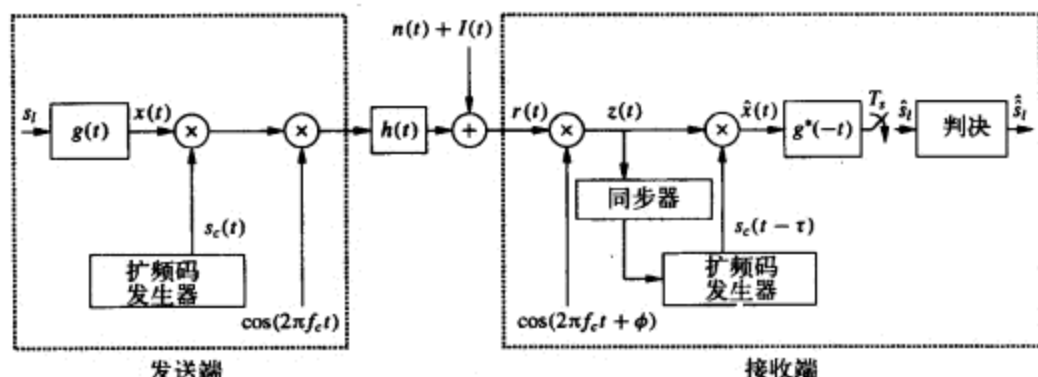 n(t) + I(t)
s_l
g(t)
x(t)
×
×
h(t)
+
r(t)
×
z(t)
×
x̂(t)
g*(-t)
T_s
ŝ_l
判决
ŝ̂_l
同步器
s_c(t)
s_c(t - τ)
扩频码
发生器
扩频码
发生器
cos(2πf_ct)
cos(2πf_ct + ϕ)
发送端
接收端